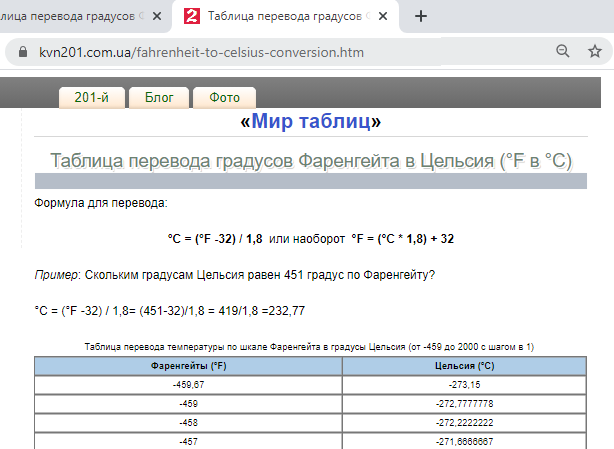 лица перевода градусов Ф
Таблица перевода градусов Ф
kvn201.com.ua/fahrenheit-to-celsius-conversion.htm
201-й Блог Фото
«Мир таблиц»
Таблица перевода градусов Фаренгейта в Цельсия (°F в °C)
Формула для перевода:
°C = (°F -32) / 1,8 или наоборот °F = (°C * 1,8) + 32
Пример: Скольким градусам Цельсия равен 451 градус по Фаренгейту?
°C = (°F -32) / 1,8= (451-32)/1,8 = 419/1,8 =232,77
Таблица перевода температуры по шкале Фаренгейта в градусы Цельсия (от -459 до 2000 с шагом в 1)
Фаренгейты (°F) Цельсия (°C)
-459,67 -273,15
-459 -272,7777778
-458 -272,2222222
-457 -271,6666667